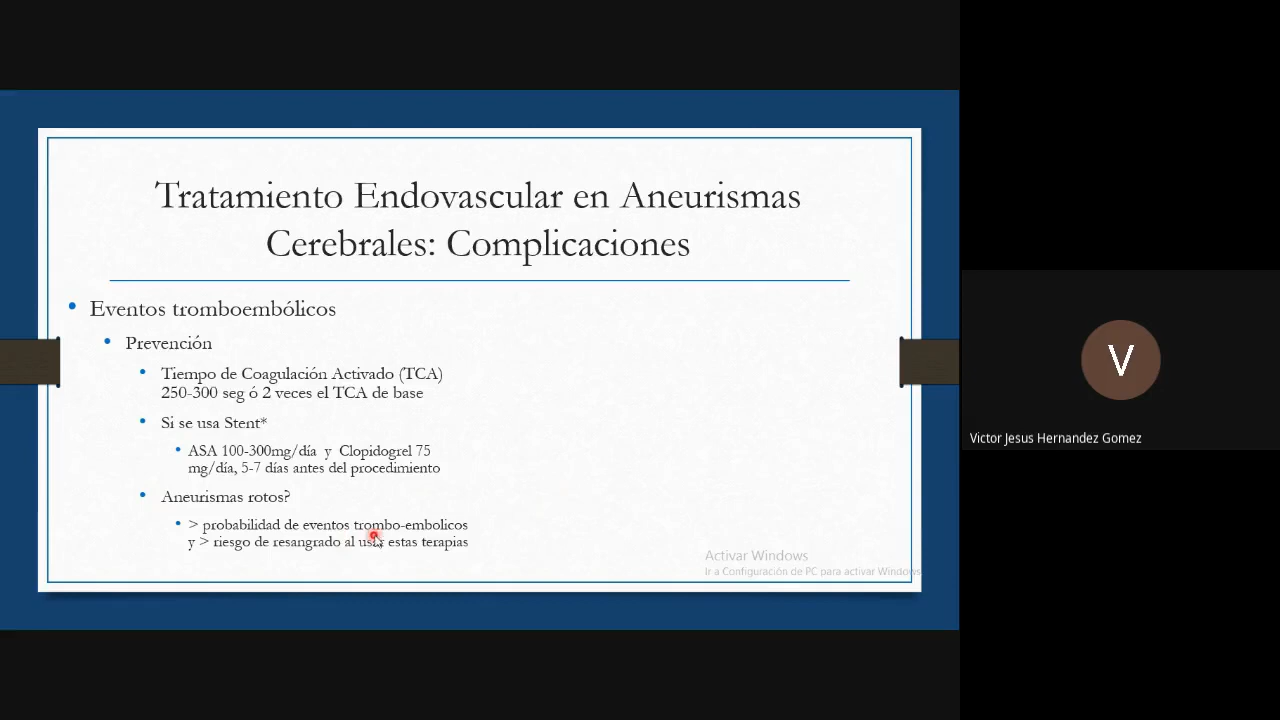 Tratamiento Endovascular en Aneurismas
Cerebrales: Complicaciones
Eventos tromboembólicos
Prevención
Tiempo de Coagulación Activado (TCA)
250-300 seg ó 2 veces el TCA de base
Si se usa Stent*
ASA 100-300mg/día y Clopidogrel 75
mg/día, 5-7 días antes del procedimiento
Aneurismas rotos?
> probabilidad de eventos trombo-embolicos
y > riesgo de resangrado al usar estas terapias
Activar Windows
Ir a Configuración de PC para activar Windows
V
Victor Jesus Hernandez Gomez